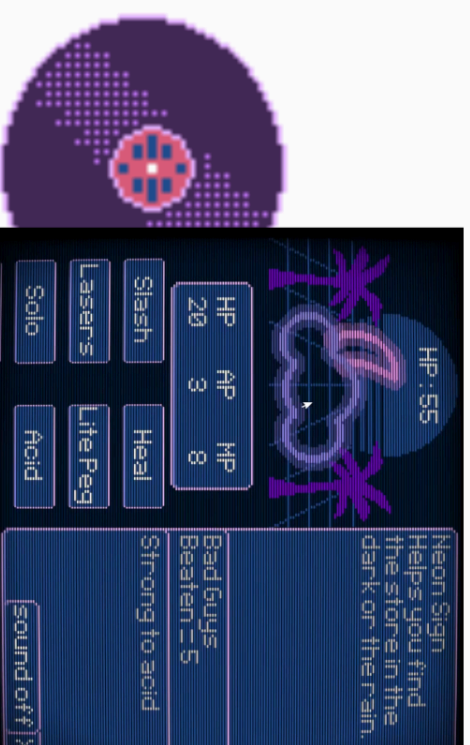 HP:55
HP AP MP
20 3 8
Slash Heal
Lasers Lite Peg
Solo Acid
Neon Sign
Helps you find
the store in the
dark or the rain.
Bad Guys
Beaten = 5
Strong to acid
sound off